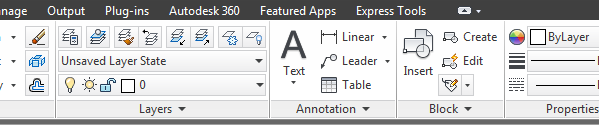 nage Output Plug-ins Autodesk 360 Featured Apps Express Tools
Unsaved Layer State
0
Layers
A
Text
Linear
Leader
Table
Annotation
Insert
Create
Edit
Block
ByLayer
Properties